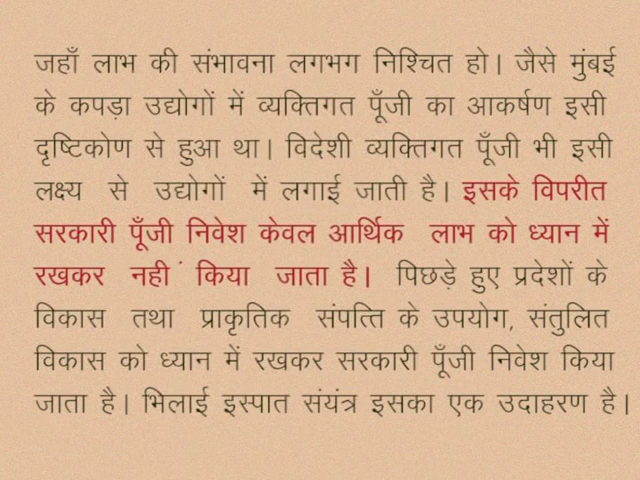 जहाँ लाभ की संभावना लगभग निश्चित हो। जैसे मुंबई
के कपड़ा उद्योगों में व्यक्तिगत पूँजी का आकर्षण इसी
दृष्टिकोण से हुआ था। विदेशी व्यक्तिगत पूँजी भी इसी
लक्ष्य से उद्योगों में लगाई जाती है। इसके विपरीत
सरकारी पूँजी निवेश केवल आर्थिक लाभ को ध्यान में
रखकर नहीं किया जाता है। पिछड़े हुए प्रदेशों के
विकास तथा प्राकृतिक संपत्ति के उपयोग, संतुलित
विकास को ध्यान में रखकर सरकारी पूँजी निवेश किया
जाता है। भिलाई इस्पात संयंत्र इसका एक उदाहरण है।